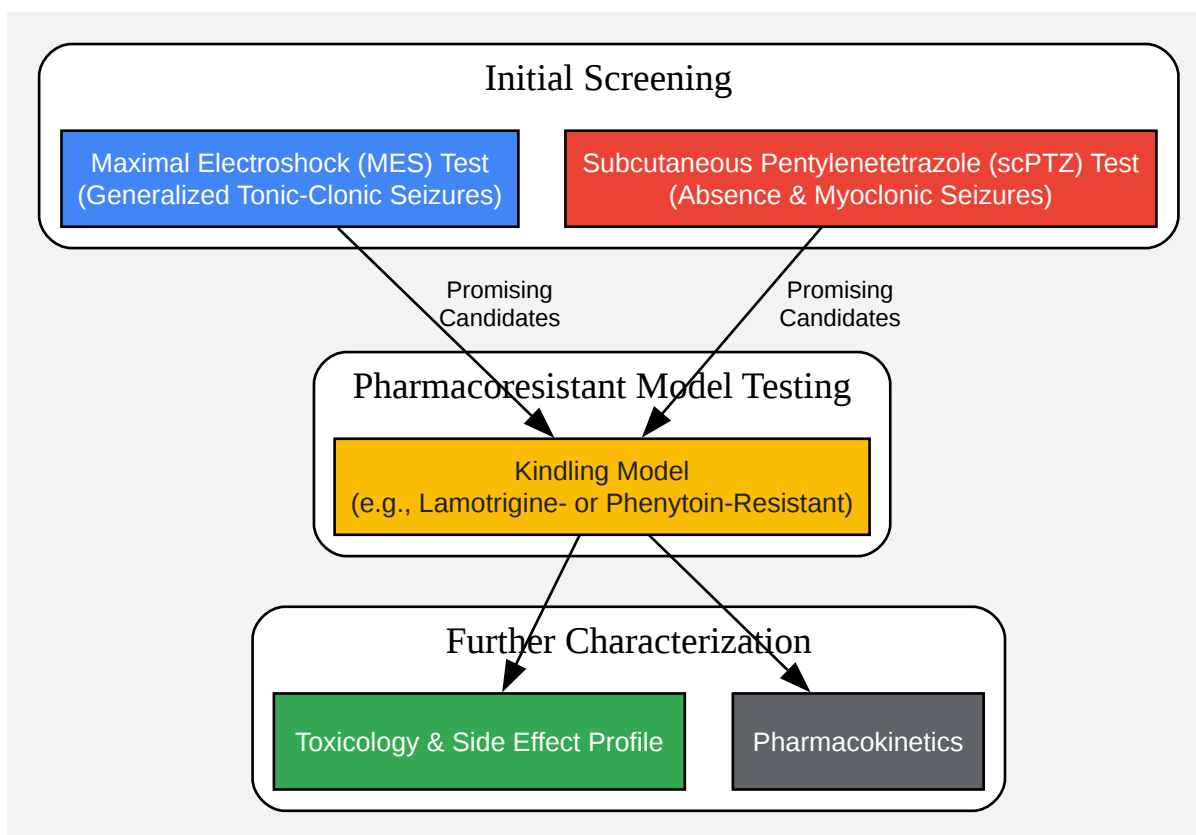 Initial Screening
Maximal Electroshock (MES) Test
(Generalized Tonic-Clonic Seizures)
Subcutaneous Pentylenetetrazole (scPTZ) Test
(Absence & Myoclonic Seizures)
Promising
Candidates
Promising
Candidates
Pharmacoresistant Model Testing
Kindling Model
(e.g., Lamotrigine- or Phenytoin-Resistant)
Further Characterization
Toxicology & Side Effect Profile
Pharmacokinetics